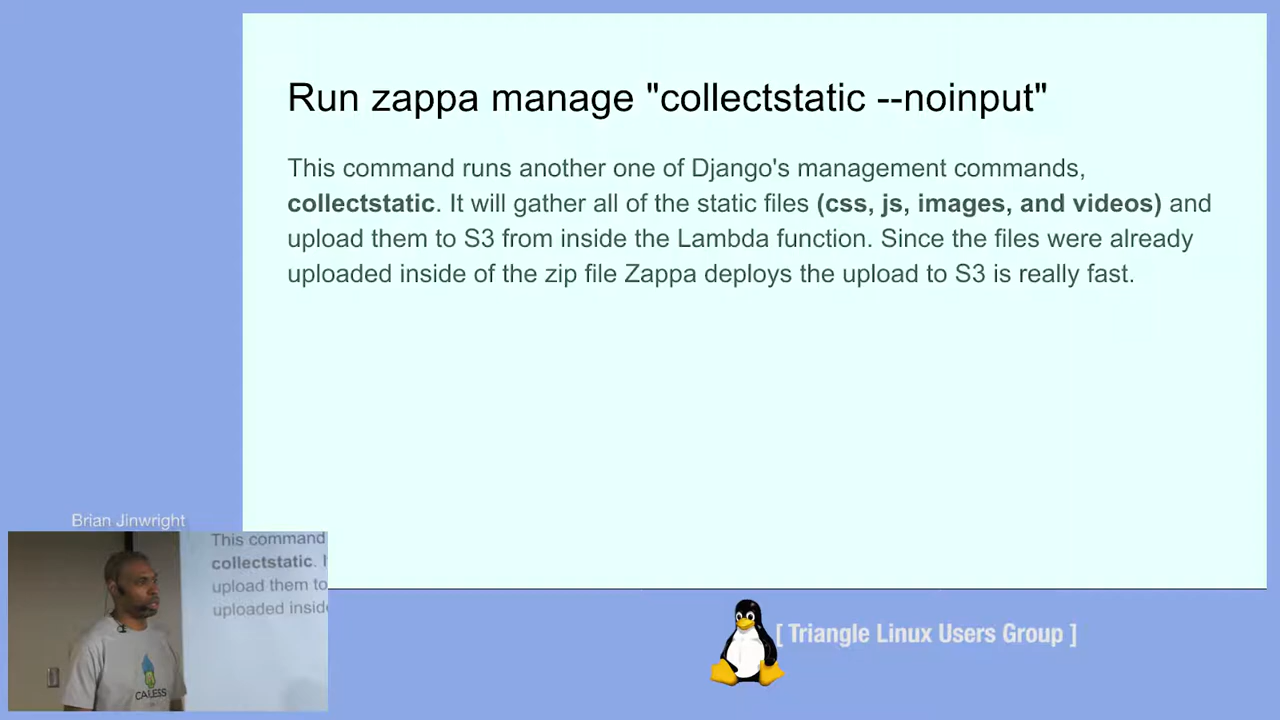 Run zappa manage "collectstatic --noinput"
This command runs another one of Django's management commands,
collectstatic. It will gather all of the static files (css, js, images, and videos) and
upload them to S3 from inside the Lambda function. Since the files were already
uploaded inside of the zip file Zappa deploys the upload to S3 is really fast.
Brian Jinwright
This command
collectstatic. I
upload them to
uploaded inside
[ Triangle Linux Users Group ]